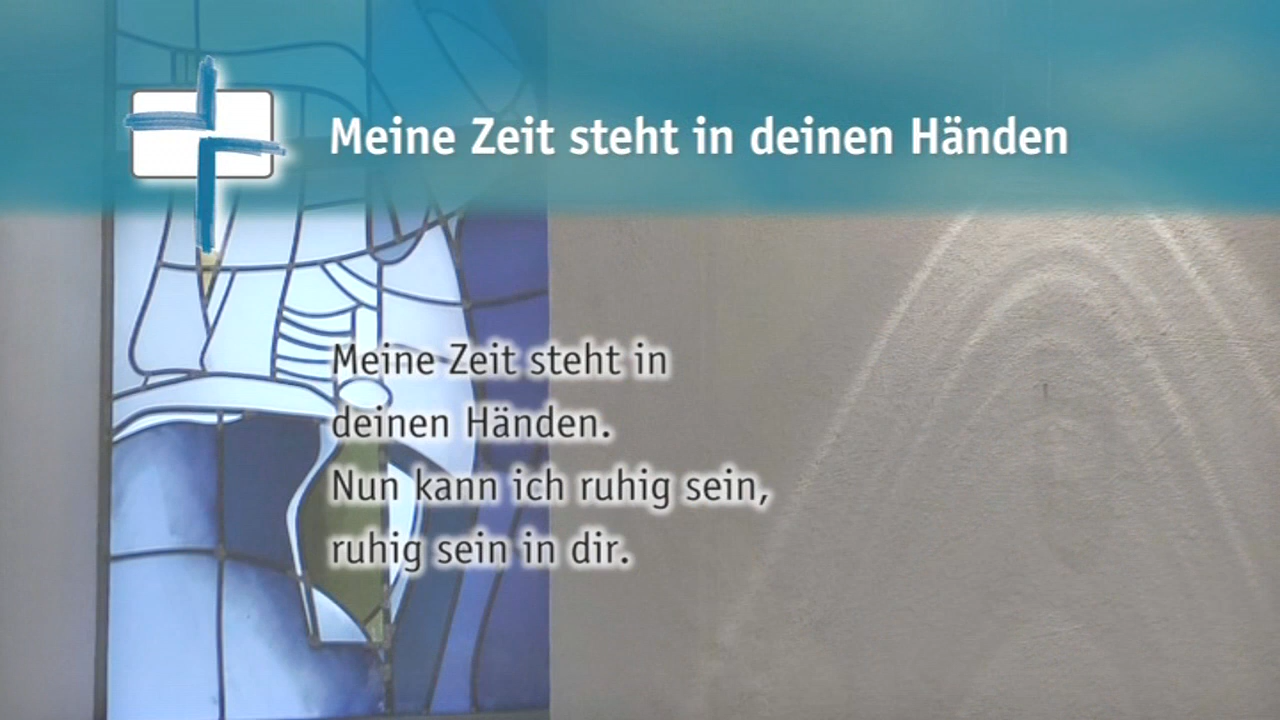 Meine Zeit steht in deinen Händen
Meine Zeit steht in
deinen Händen.
Nun kann ich ruhig sein,
ruhig sein in dir.